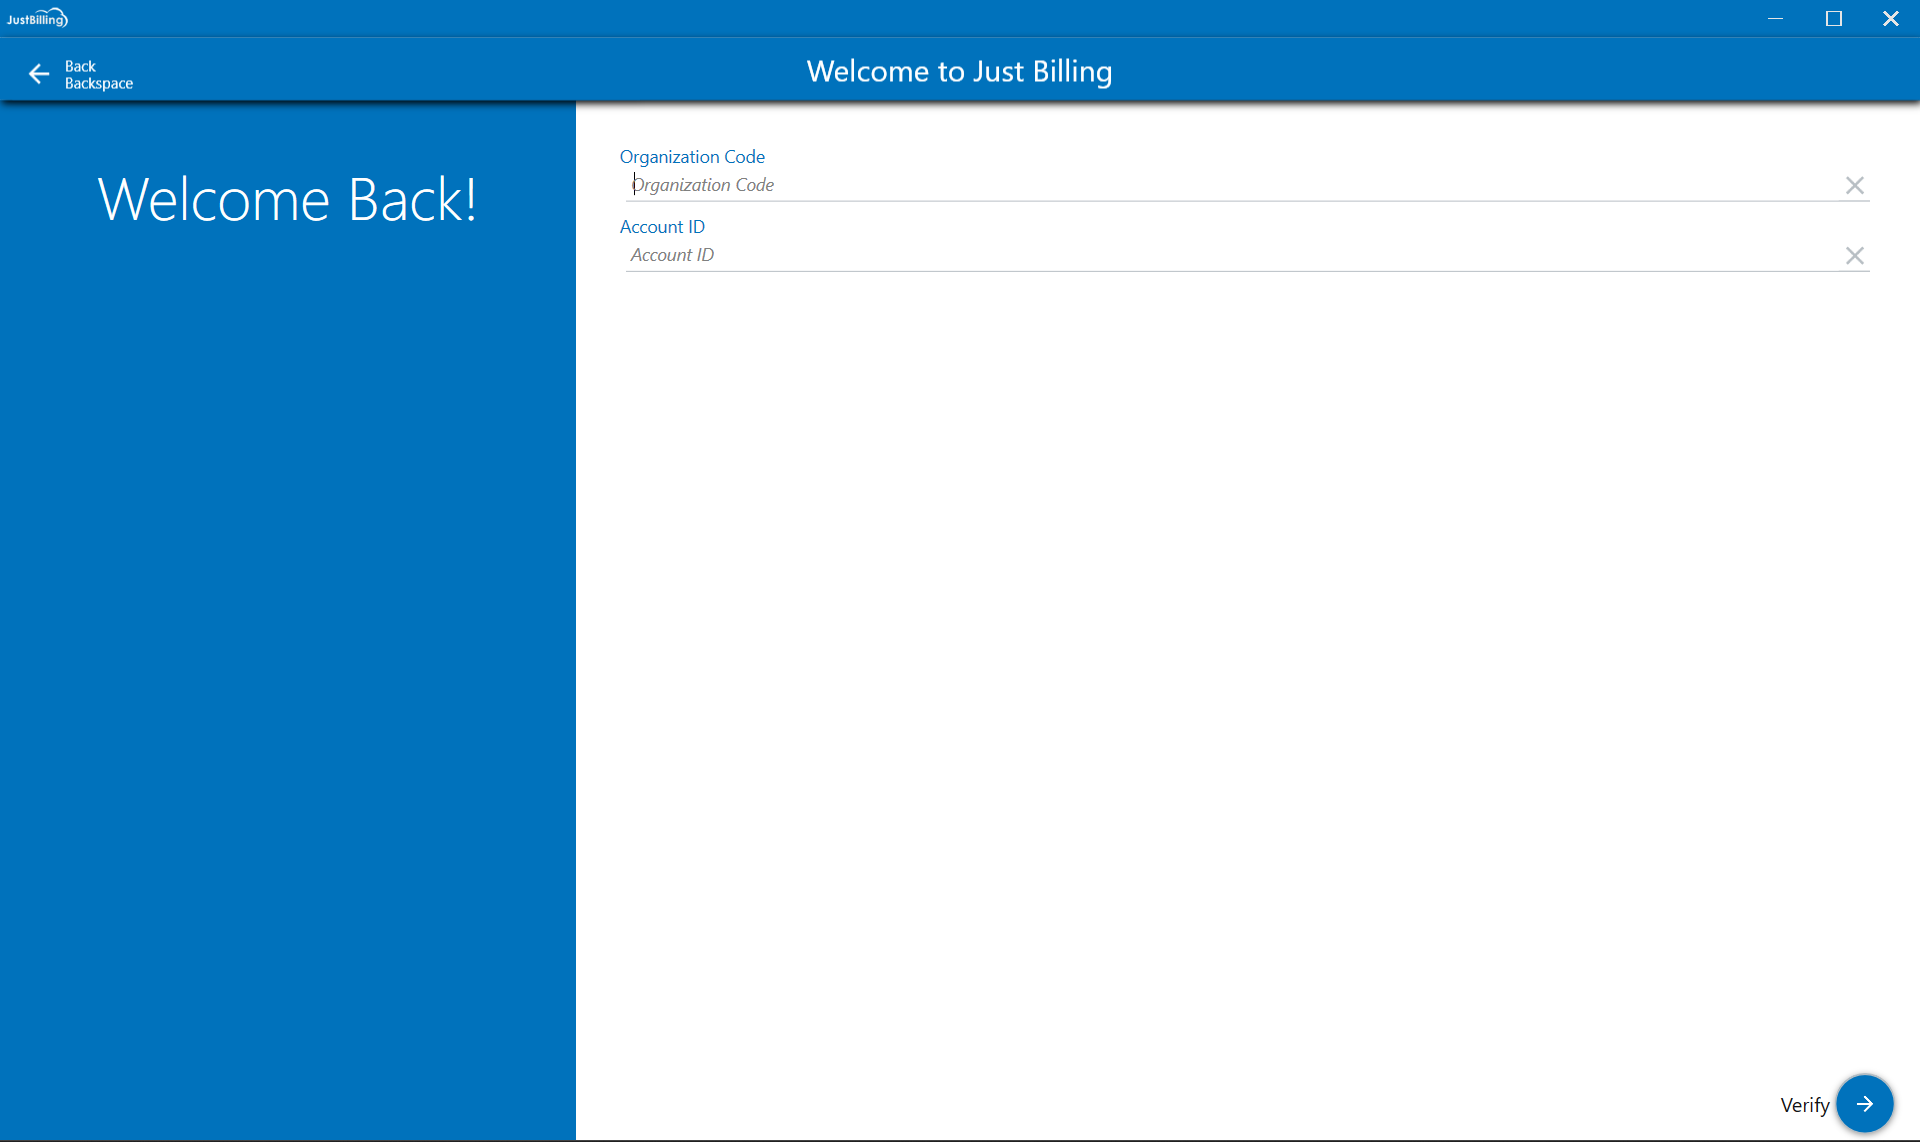 JustBilling
Back
Backspace
Welcome to Just Billing
Welcome Back!
Organization Code
Organization Code
Account ID
Account ID
Verify